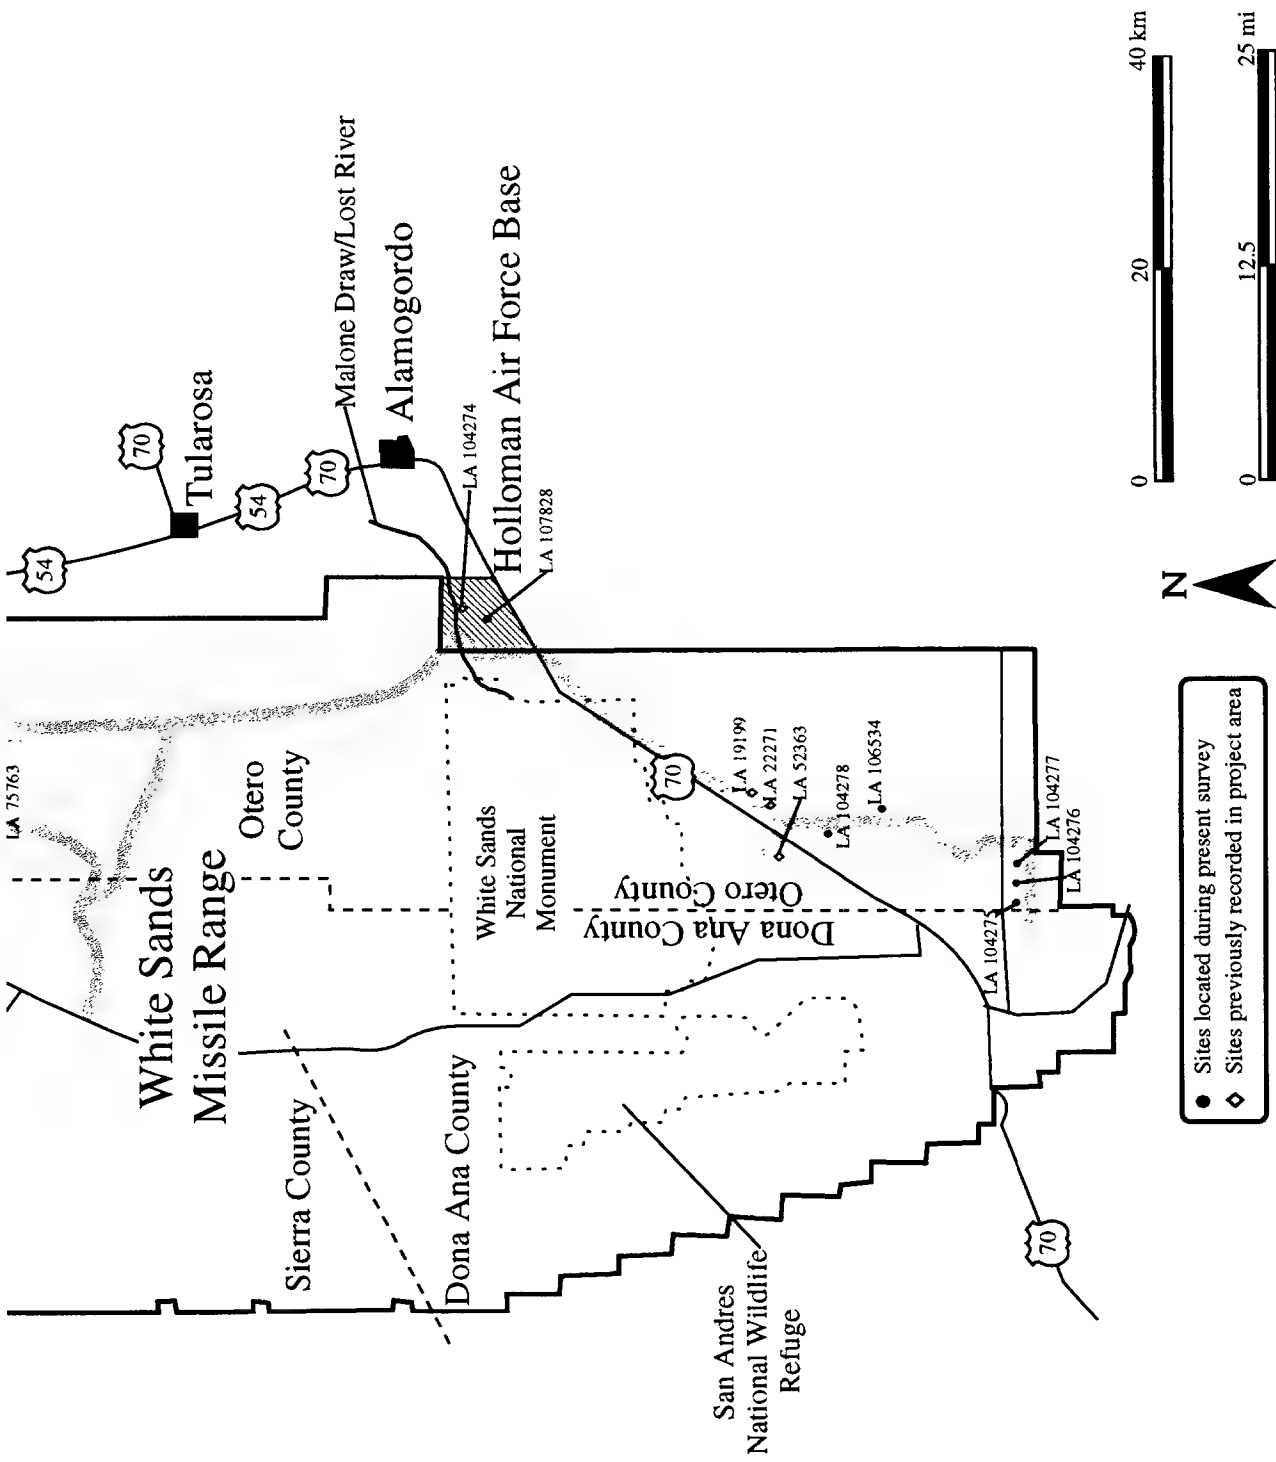 LA 75763
54
70
Tularosa
54
70
Malone Draw/Lost River
Alamogordo
LA 104274
Holloman Air Force Base
LA 107828
Otero
County
White Sands
Missile Range
White Sands
National
Monument
Otero County
Dona Ana County
Sierra County
Dona Ana County
San Andres
National Wildlife
Refuge
70
LA 19199
LA 22271
LA 52363
LA 104278
LA 106534
LA 104277
LA 104276
LA 104275
70
N
0
20
40 km
0
12.5
25 mi
Sites located during present survey
Sites previously recorded in project area